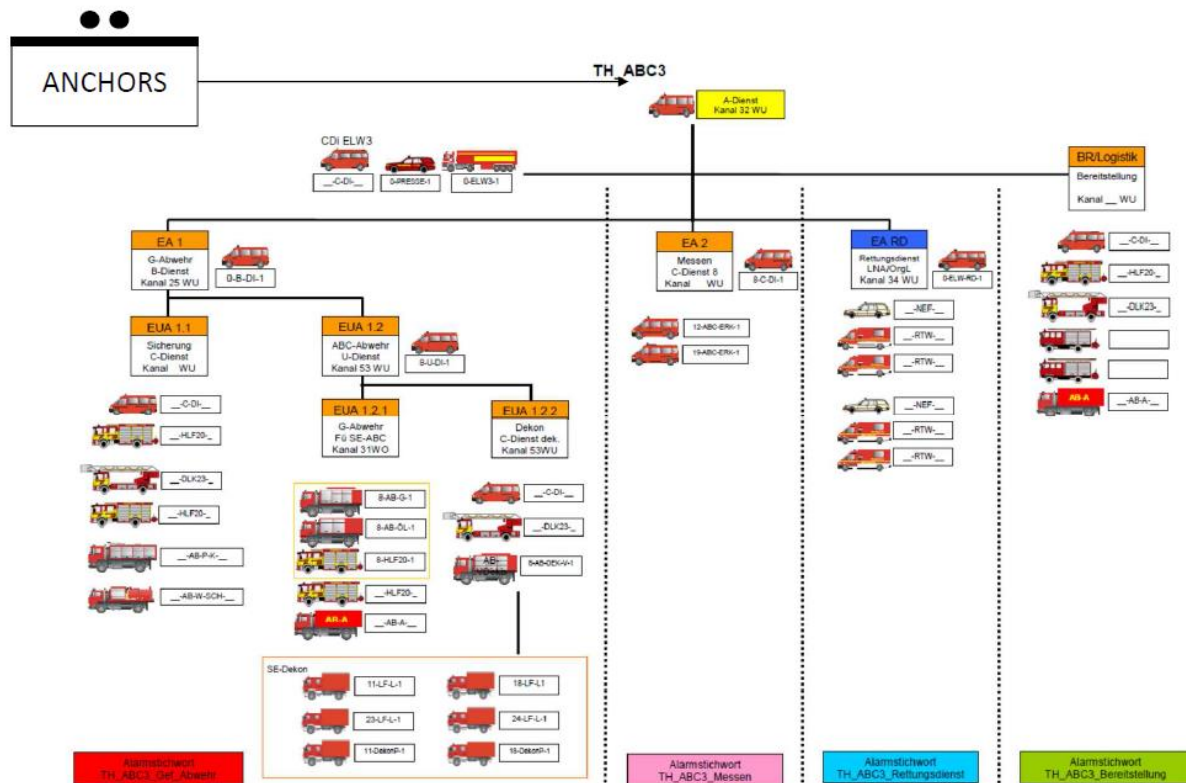 ANCHORS
TH_ABC3
A-Dienst
Kanal 32 WU
CDi ELW3
__-C-DI-__
0-PRESSE-1
0-ELW3-1
BR/Logistik
Bereitstellung
Kanal __ WU
EA 1
G-Abwehr
B-Dienst
Kanal 25 WU
0-B-DI-1
EA 2
Messen
C-Dienst 8
Kanal WU
8-C-DI-1
EA RD
Rettungsdienst
LNA/OrgL
Kanal 34 WU
0-ELW-RD-1
__-C-DI-__
__-HLF20-_
__-DLK23-_
AB-A
__-AB-A-__
EUA 1.1
Sicherung
C-Dienst
Kanal WU
EUA 1.2
ABC-Abwehr
U-Dienst
Kanal 53 WU
8-U-DI-1
12-ABC-ERK-1
19-ABC-ERK-1
__-NEF-__
__-RTW-__
__-RTW-__
__-NEF-__
__-RTW-__
__-RTW-__
__-C-DI-__
__-HLF20-_
__-DLK23-_
__-HLF20-_
__-AB-P-K-__
__-AB-W-SCH-__
EUA 1.2.1
G-Abwehr
Fü SE-ABC
Kanal 31WO
EUA 1.2.2
Dekon
C-Dienst dek.
Kanal 53WU
8-AB-G-1
8-AB-ÖL-1
8-HLF20-1
__-HLF20-_
AB-A
__-AB-A-__
__-C-DI-__
__-DLK23-_
AB-
8-AB-DEK-V-1
SE-Dekon
11-LF-L-1
18-LF-L1
23-LF-L-1
24-LF-L-1
11-DekonP-1
18-DekonP-1
Alarmstichwort
TH_ABC3_Gef_Abwehr
Alarmstichwort
TH_ABC3_Messen
Alarmstichwort
TH_ABC3_Rettungsdienst
Alarmstichwort
TH_ABC3_Bereitstellung